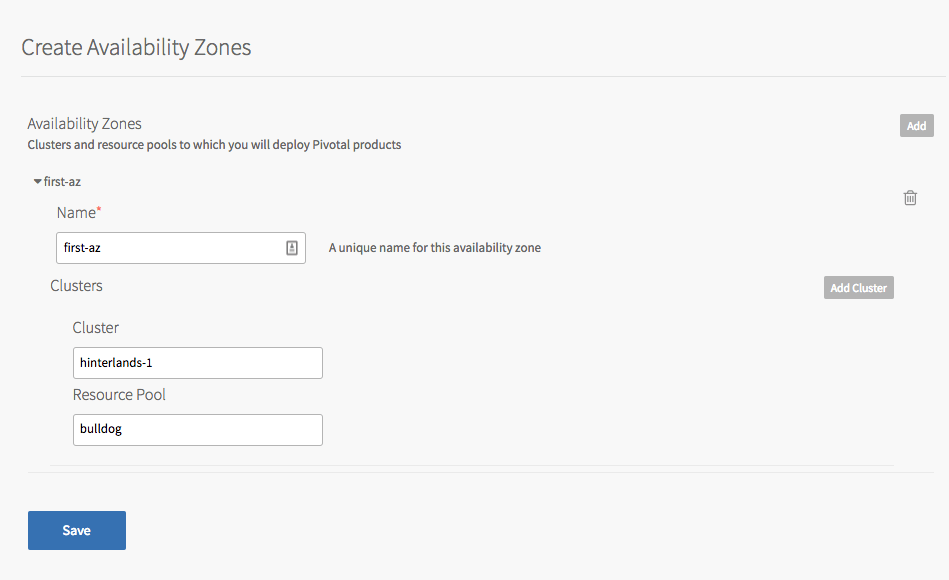 Create Availability Zones
Availability Zones
Add
Clusters and resource pools to which you will deploy Pivotal products
first-az
Name*
first-az
A unique name for this availability zone
Clusters
Add Cluster
Cluster
hinterlands-1
Resource Pool
bulldog
Save